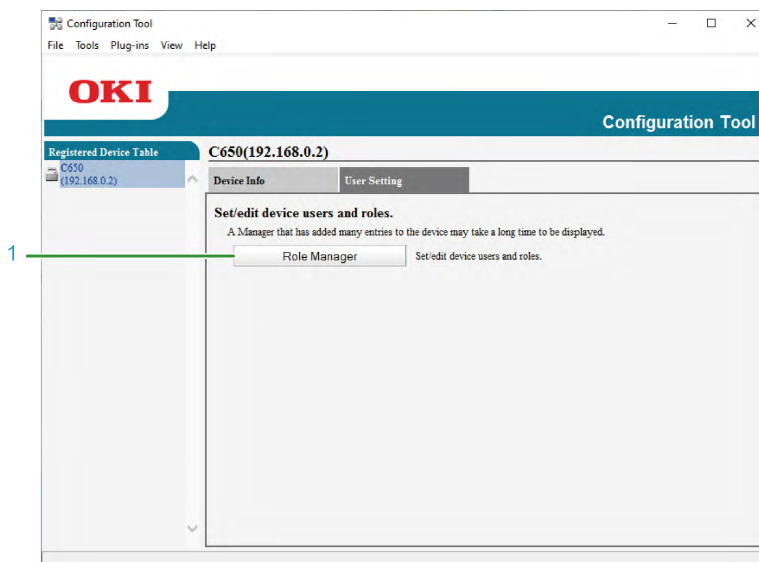 Configuration Tool
File Tools Plug-ins View Help
OKI
Configuration Tool
Registered Device Table
C650
(192.168.0.2)
C650(192.168.0.2)
Device Info User Setting
Set/edit device users and roles.
A Manager that has added many entries to the device may take a long time to be displayed.
1
Role Manager Set/edit device users and roles.